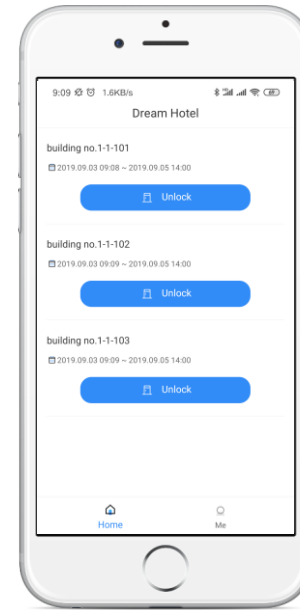 9:09 1.6KB/s
Dream Hotel
building no.1-1-101
2019.09.03 09:08 ~ 2019.09.05 14:00
Unlock
building no.1-1-102
2019.09.03 09:09 ~ 2019.09.05 14:00
Unlock
building no.1-1-103
2019.09.03 09:09 ~ 2019.09.05 14:00
Unlock
Home Me